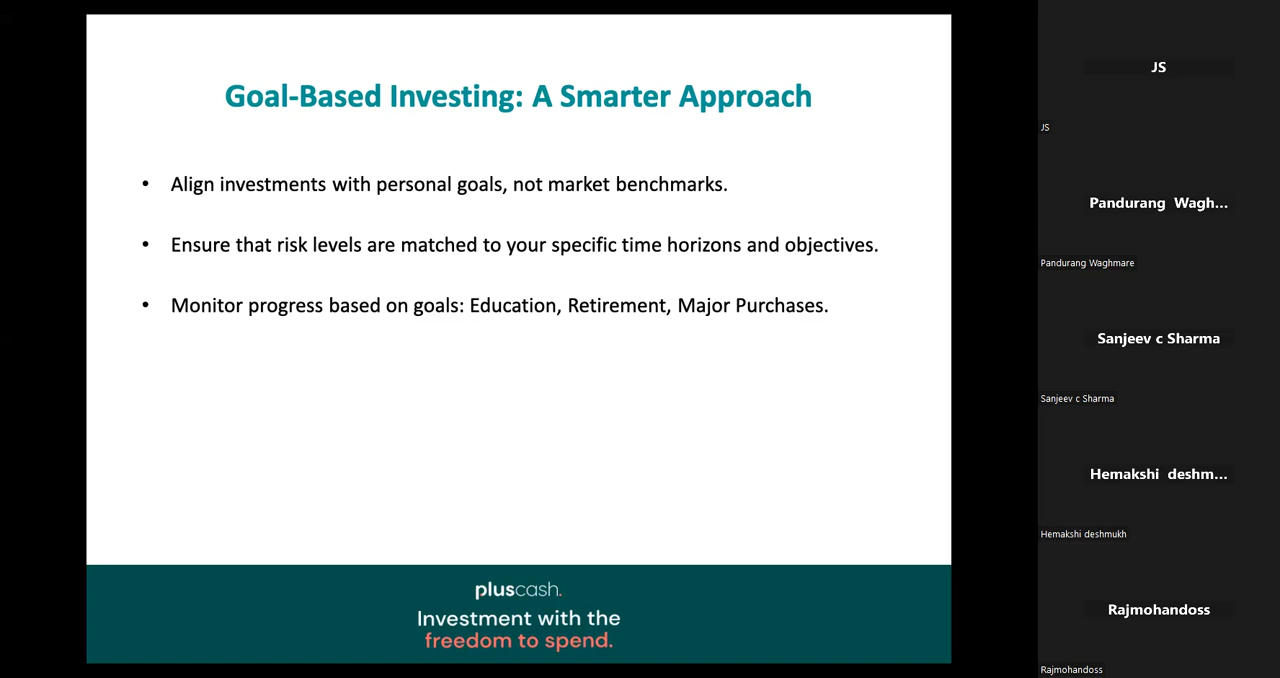 Goal-Based Investing: A Smarter Approach
• Align investments with personal goals, not market benchmarks.
• Ensure that risk levels are matched to your specific time horizons and objectives.
• Monitor progress based on goals: Education, Retirement, Major Purchases.
pluscash.
Investment with the
freedom to spend.
JS
JS
Pandurang Wagh...
Pandurang Waghmare
Sanjeev c Sharma
Sanjeev c Sharma
Hemakshi deshm...
Hemakshi deshmukh
Rajmohandoss
Rajmohandoss